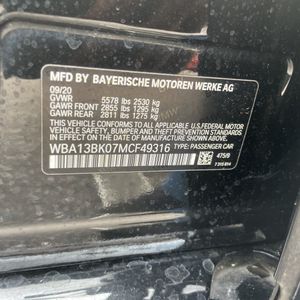 MFD BY BAYERISCHE MOTOREN WERKE AG
09/20
GVWR 5578 lbs 2530 kg
GAWR FRONT 2855 lbs 1295 kg
GAWR REAR 2811 lbs 1275 kg
THIS VEHICLE CONFORMS TO ALL APPLICABLE
FEDERAL MOTOR VEHICLE SAFETY, BUMPER, AND
THEFT PREVENTION STANDARDS
IN EFFECT ON THE DATE OF MANUFACTURE SHOWN ABOVE.
WBA13BK07MCF49316 TYPE: PASSENGER CAR
475/9